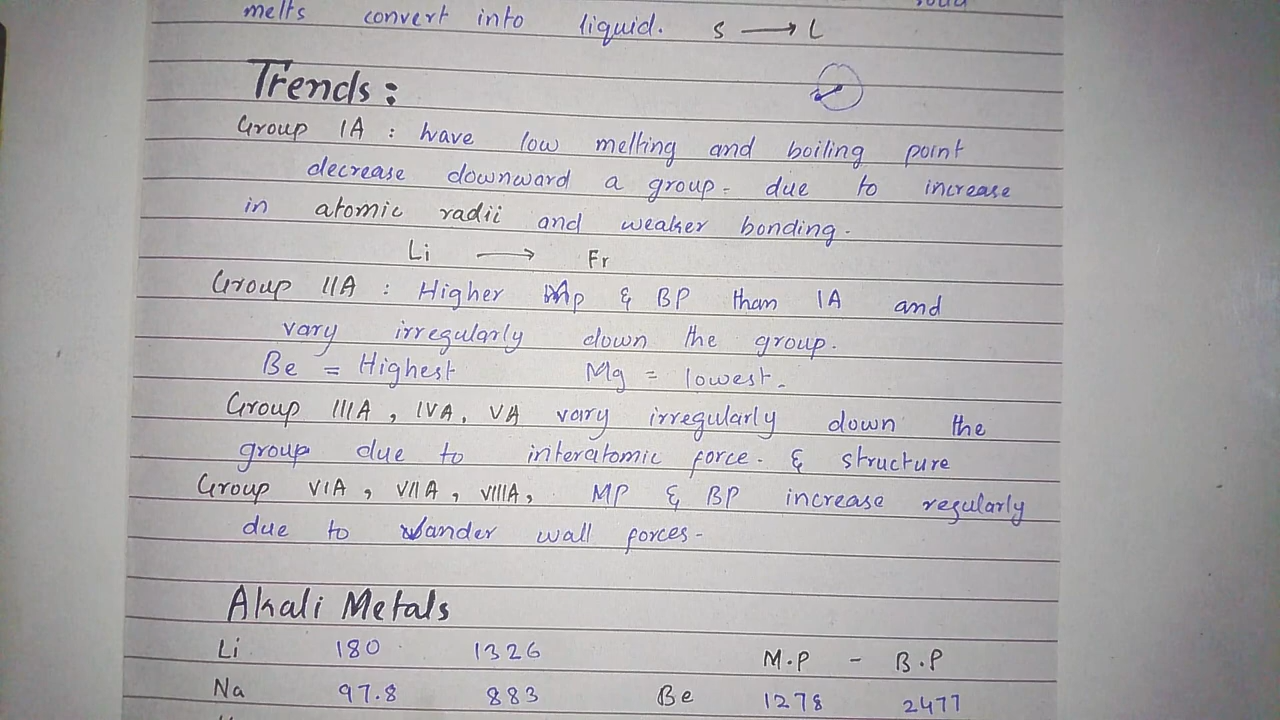 melts convert into liquid. S → L
Trends :
Group IA : have low melting and boiling point
decrease downward a group - due to increase
in atomic radii and weaker bonding.
Li → Fr
Group IIA : Higher Mp & BP than IA and
vary irregularly down the group.
Be = Highest Mg = lowest.
Group IIIA , IVA, VA vary irregularly down the
group due to interatomic force. & structure
Group VIA , VIIA , VIIIA, MP & BP increase regularly
due to Vander wall forces-
Alkali Metals
Li 180 1326 M.P - B.P
Na 97.8 883 Be 1278 2477